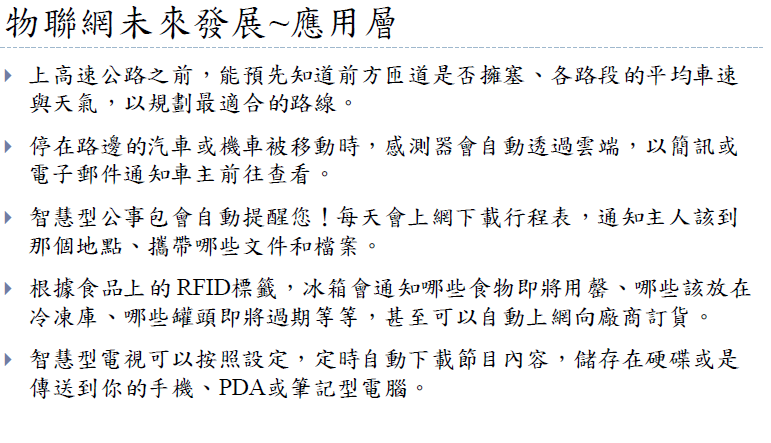 物聯網未來發展~應用層
上高速公路之前，能預先知道前方匝道是否擁塞、各路段的平均車速
與天氣，以規劃最適合的路線。
停在路邊的汽車或機車被移動時，感測器會自動透過雲端，以簡訊或
電子郵件通知車主前往查看。
智慧型公事包會自動提醒您！每天會上網下載行程表，通知主人該到
那個地點、攜帶哪些文件和檔案。
根據食品上的RFID標籤，冰箱會通知哪些食物即將用罄、哪些該放在
冷凍庫、哪些罐頭即將過期等等，甚至可以自動上網向廠商訂貨。
智慧型電視可以按照設定，定時自動下載節目內容，儲存在硬碟或是
傳送到你的手機、PDA或筆記型電腦。